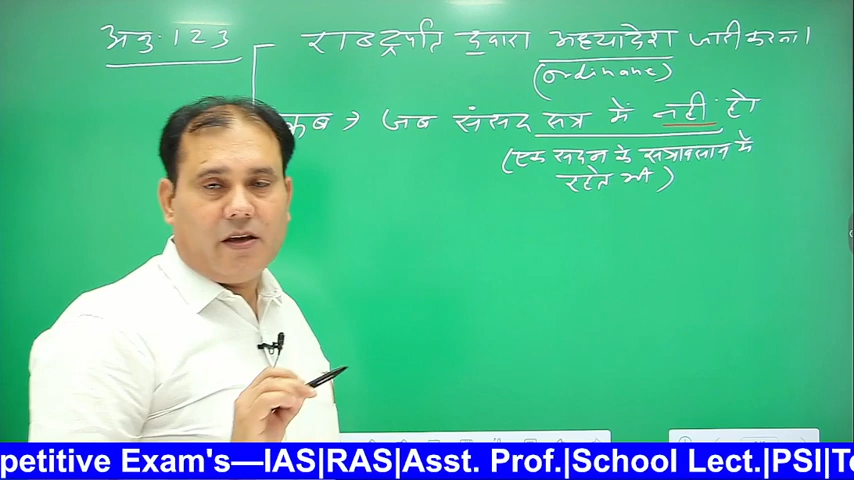 अनु. 123
राष्ट्रपति द्वारा अध्यादेश जारी करना।
(ordinanc)
कब → जब संसद सत्र में नहीं हो
(एक सदन के सत्रावसान में
रहते भी)
petitive Exam's—IAS|RAS|Asst. Prof.|School Lect.|PSI|Te